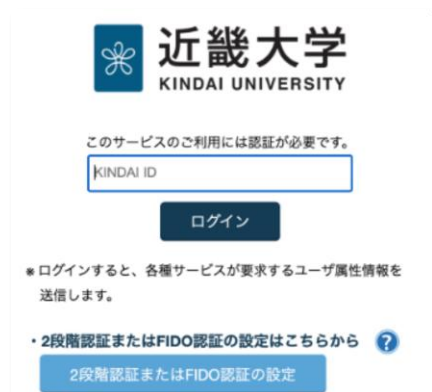 近畿大学
KINDAI UNIVERSITY
このサービスのご利用には認証が必要です。
KINDAI ID
ログイン
※ログインすると、各種サービスが要求するユーザ属性情報を
送信します。
・2段階認証またはFIDO認証の設定はこちらから ?
2段階認証またはFIDO認証の設定